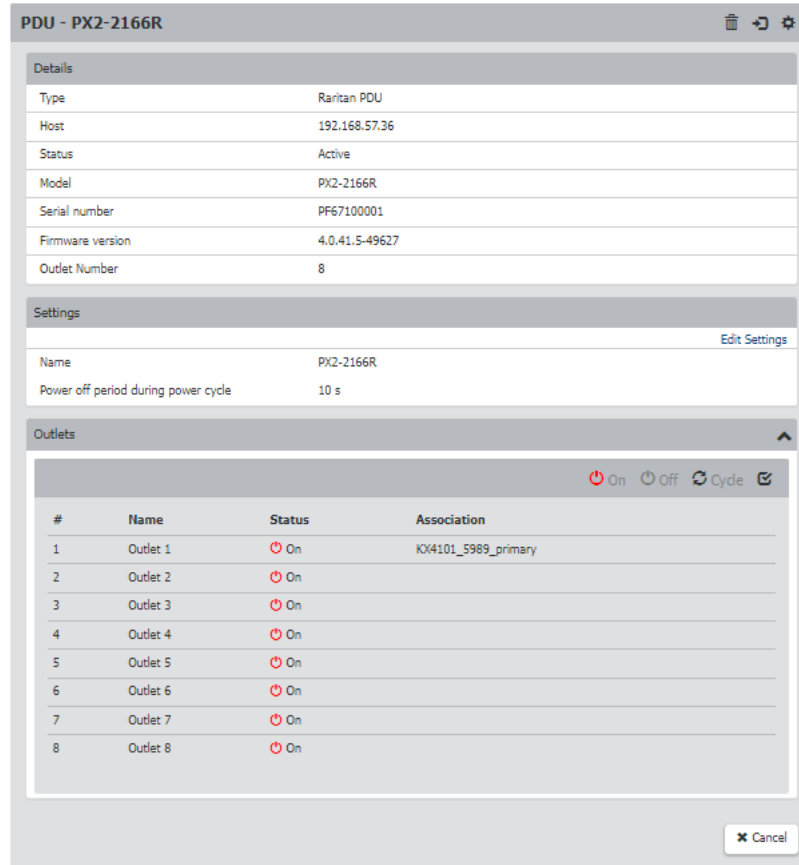 PDU - PX2-2166R
Details
Type Raritan PDU
Host 192.168.57.36
Status Active
Model PX2-2166R
Serial number PF67100001
Firmware version 4.0.41.5-49627
Outlet Number 8
Settings
Edit Settings
Name PX2-2166R
Power off period during power cycle 10 s
Outlets
On Off Cycle
# Name Status Association
1 Outlet 1 On KX4101_5989_primary
2 Outlet 2 On
3 Outlet 3 On
4 Outlet 4 On
5 Outlet 5 On
6 Outlet 6 On
7 Outlet 7 On
8 Outlet 8 On
Cancel